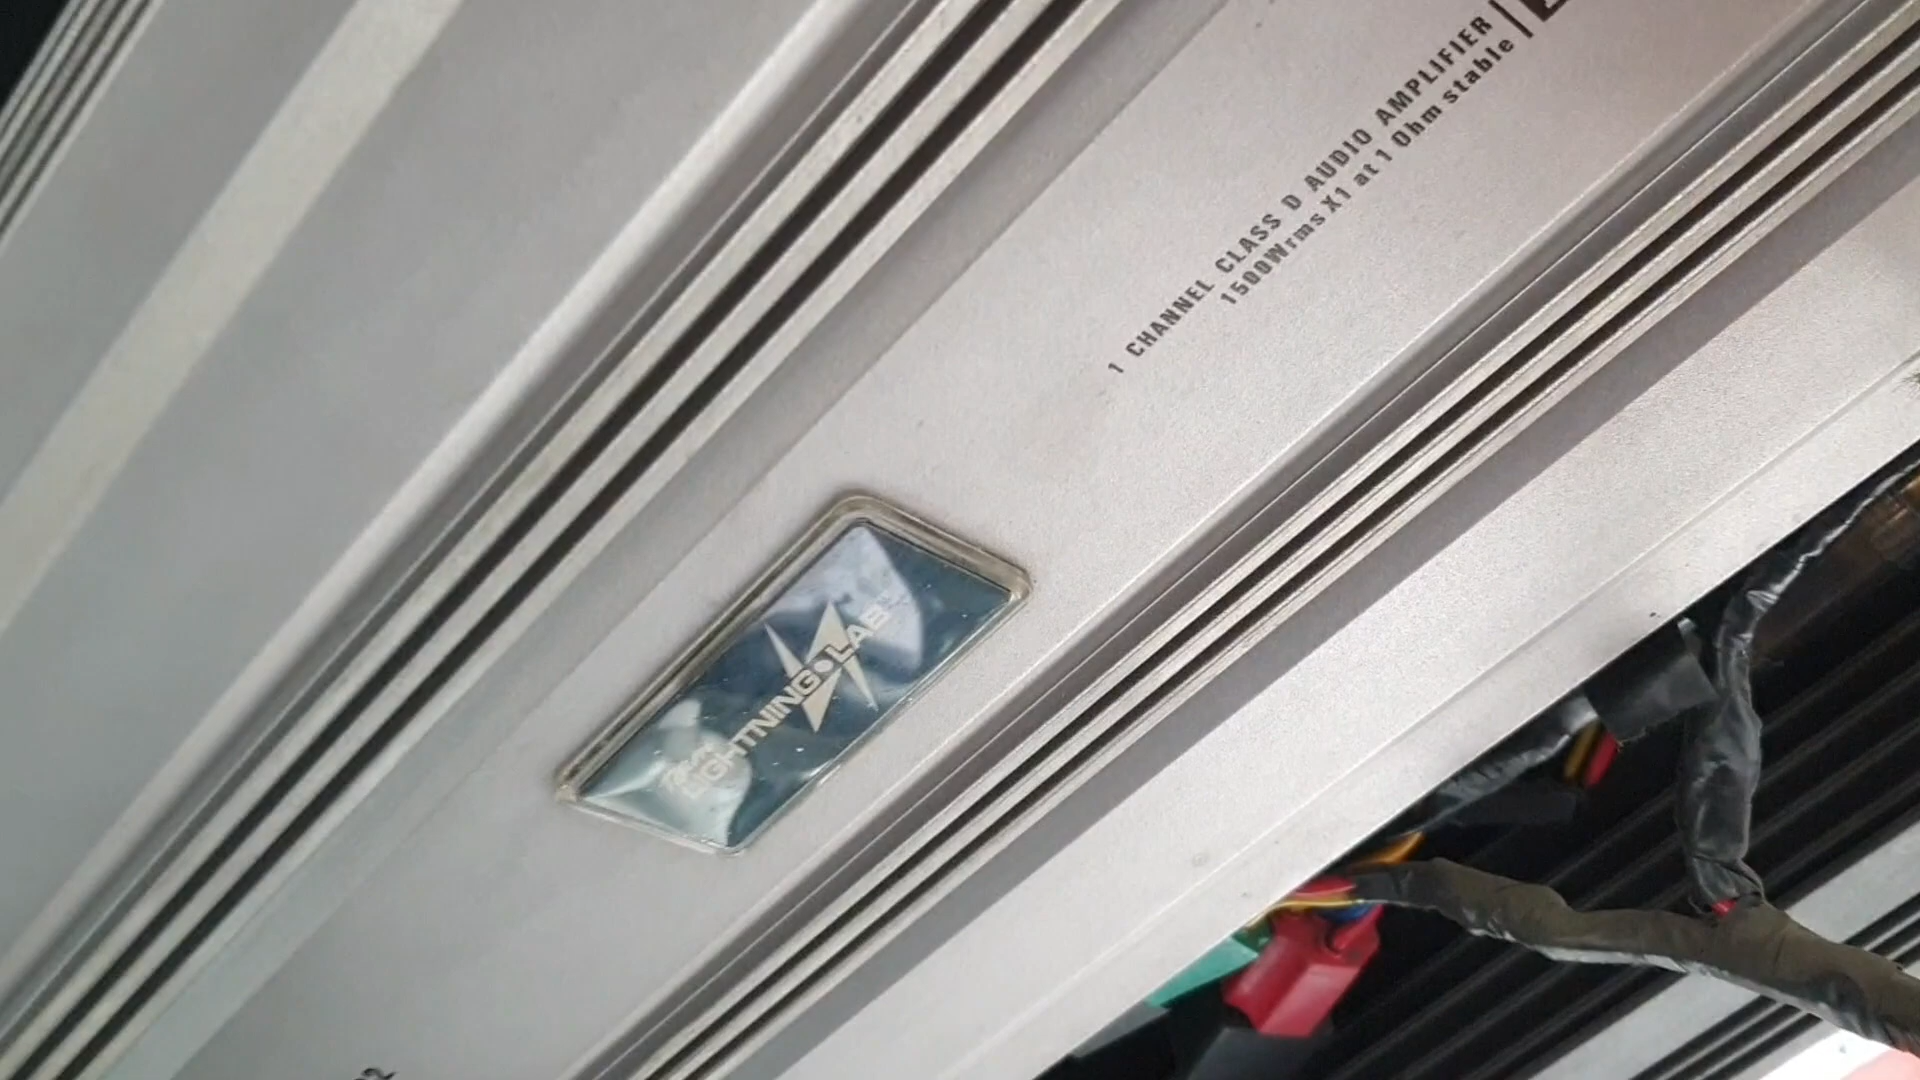 1 CHANNEL CLASS D AUDIO AMPLIFIER
1500Wrms X1 at 1 Ohm stable
LIGHTNING LAB